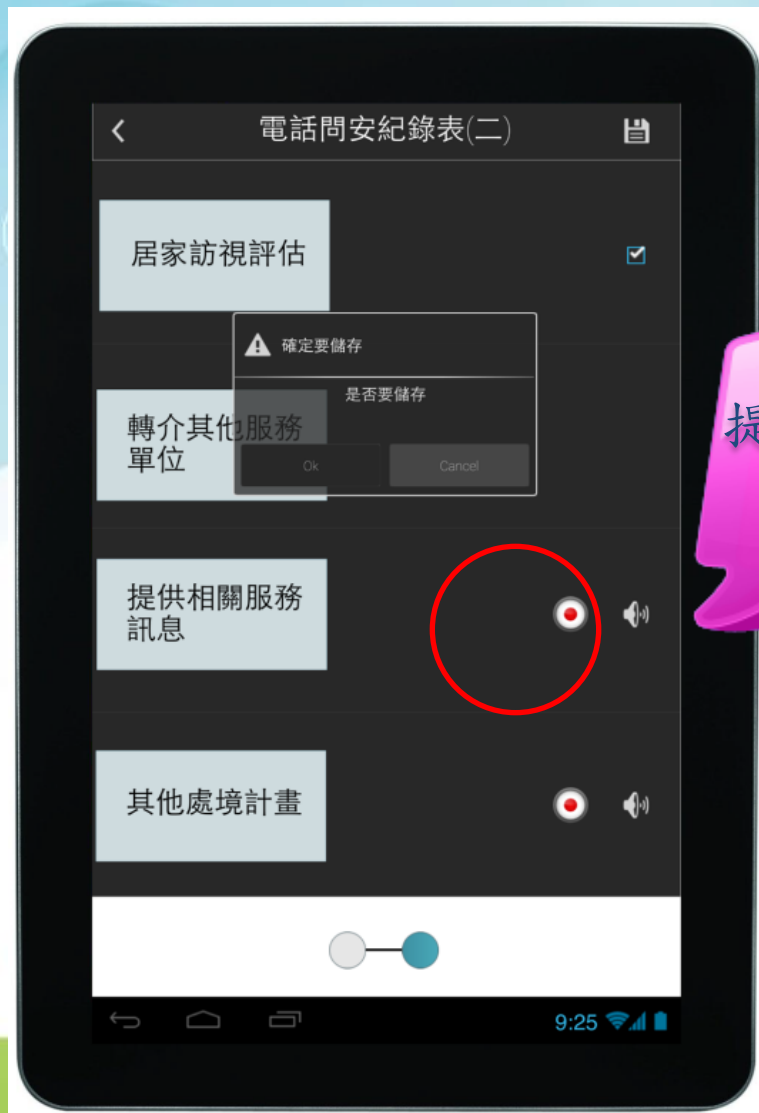 電話問安紀錄表(二)
居家訪視評估
確定要儲存
是否要儲存
轉介其他服務
單位
Ok
Cancel
提
提供相關服務
訊息
其他處境計畫
9:25